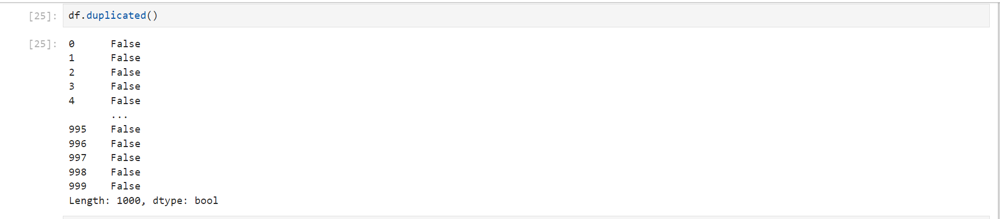 [25]: df.duplicated()
[25]: 0 False
1 False
2 False
3 False
4 False
...
995 False
996 False
997 False
998 False
999 False
Length: 1000, dtype: bool